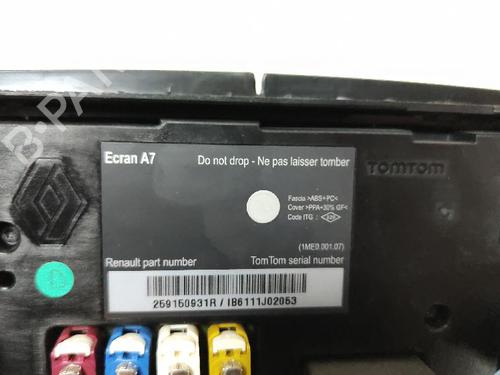 B-PARTS
Ecran A7
Do not drop - Ne pas laisser tomber
TOMTOM
Fascia >ABS+PC<
Cover >PPA+30% GF<
Code ITG :
(1ME0.001.07)
Renault part number
TomTom serial number
259150931R / IB6111J02053